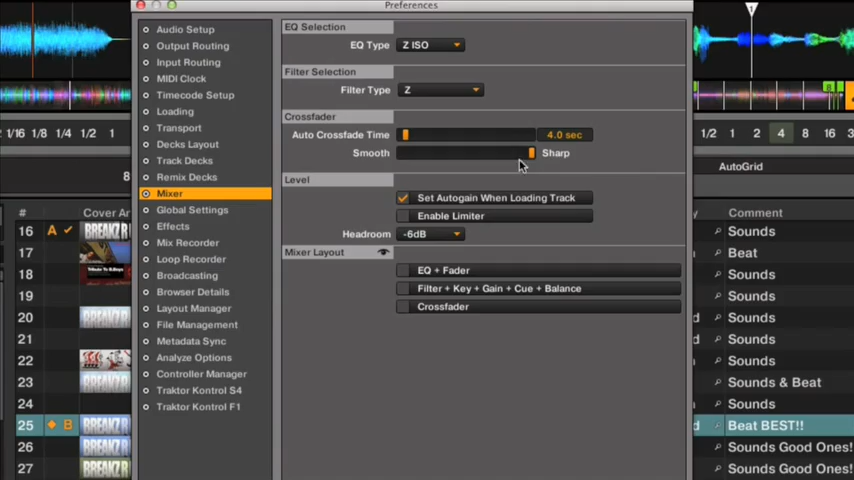 Preferences
1
Audio Setup
Output Routing
Input Routing
MIDI Clock
Timecode Setup
Loading
Transport
Decks Layout
Track Decks
Remix Decks
Mixer
Global Settings
Effects
Mix Recorder
Loop Recorder
Broadcasting
Browser Details
Layout Manager
File Management
Metadata Sync
Analyze Options
Controller Manager
Traktor Kontrol S4
Traktor Kontrol F1
EQ Selection
EQ Type Z ISO
Filter Selection
Filter Type Z
Crossfader
Auto Crossfade Time 4.0 sec
Smooth Sharp
Level
Set Autogain When Loading Track
Enable Limiter
Headroom -6dB
Mixer Layout
EQ + Fader
Filter + Key + Gain + Cue + Balance
Crossfader
1/16 1/8 1/4 1/2 1
8
# Cover Ar
16 A
17
18
19
20
21
22
23
24
25 B
26
27
1/2 1 2 4 8 16
AutoGrid
Comment
Sounds
Beat
Sounds
Sounds
Sounds
Sounds
Sounds
Sounds & Beat
Sounds
Beat BEST!!
Sounds Good Ones!
Sounds Good Ones!